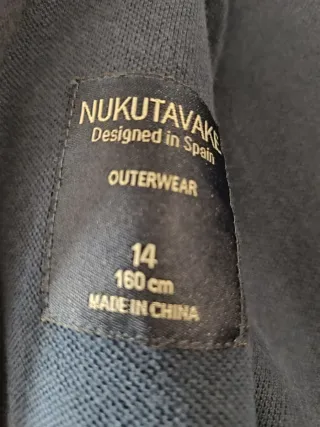 NUKUTAVAKE
Designed in Spain
OUTERWEAR
14
160 cm
MADE IN CHINA